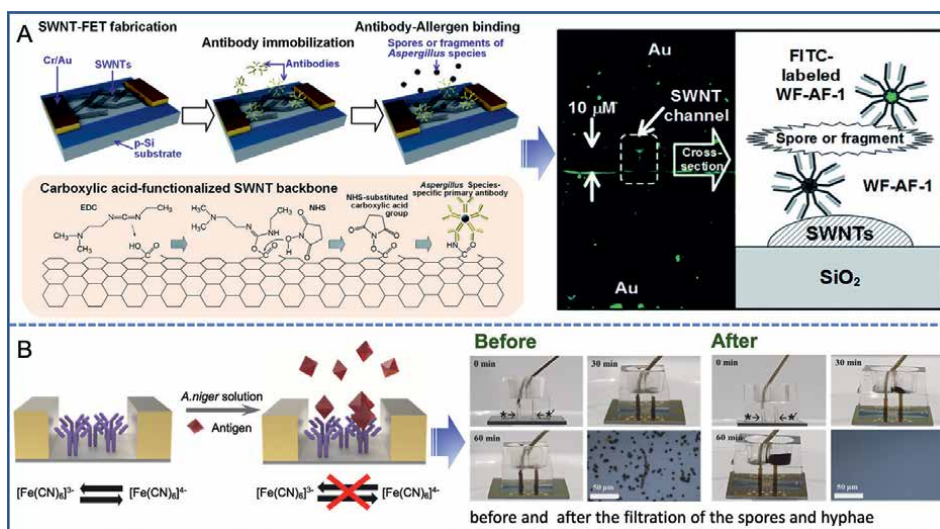 A
SWNT-FET fabrication
Cr/Au
SWNTs
p-Si
substrate
Antibody immobilization
Antibodies
Antibody-Allergen binding
Spores or fragments of
Aspergillus species
Carboxylic acid-functionalized SWNT backbone
EDC
NHS
NHS-substituted
carboxylic acid
group
Aspergillus Species-
specific primary antibody
Au
10 µM
SWNT
channel
Cross-
section
Au
FITC-
labeled
WF-AF-1
Spore or fragment
WF-AF-1
SWNTs
SiO₂
B
A.niger solution
Antigen
[Fe(CN)₆]³⁻
[Fe(CN)₆]⁴⁻
[Fe(CN)₆]³⁻
[Fe(CN)₆]⁴⁻
Before
0 min
30 min
60 min
50 µm
After
0 min
30 min
60 min
50 µm
before and after the filtration of the spores and hyphae